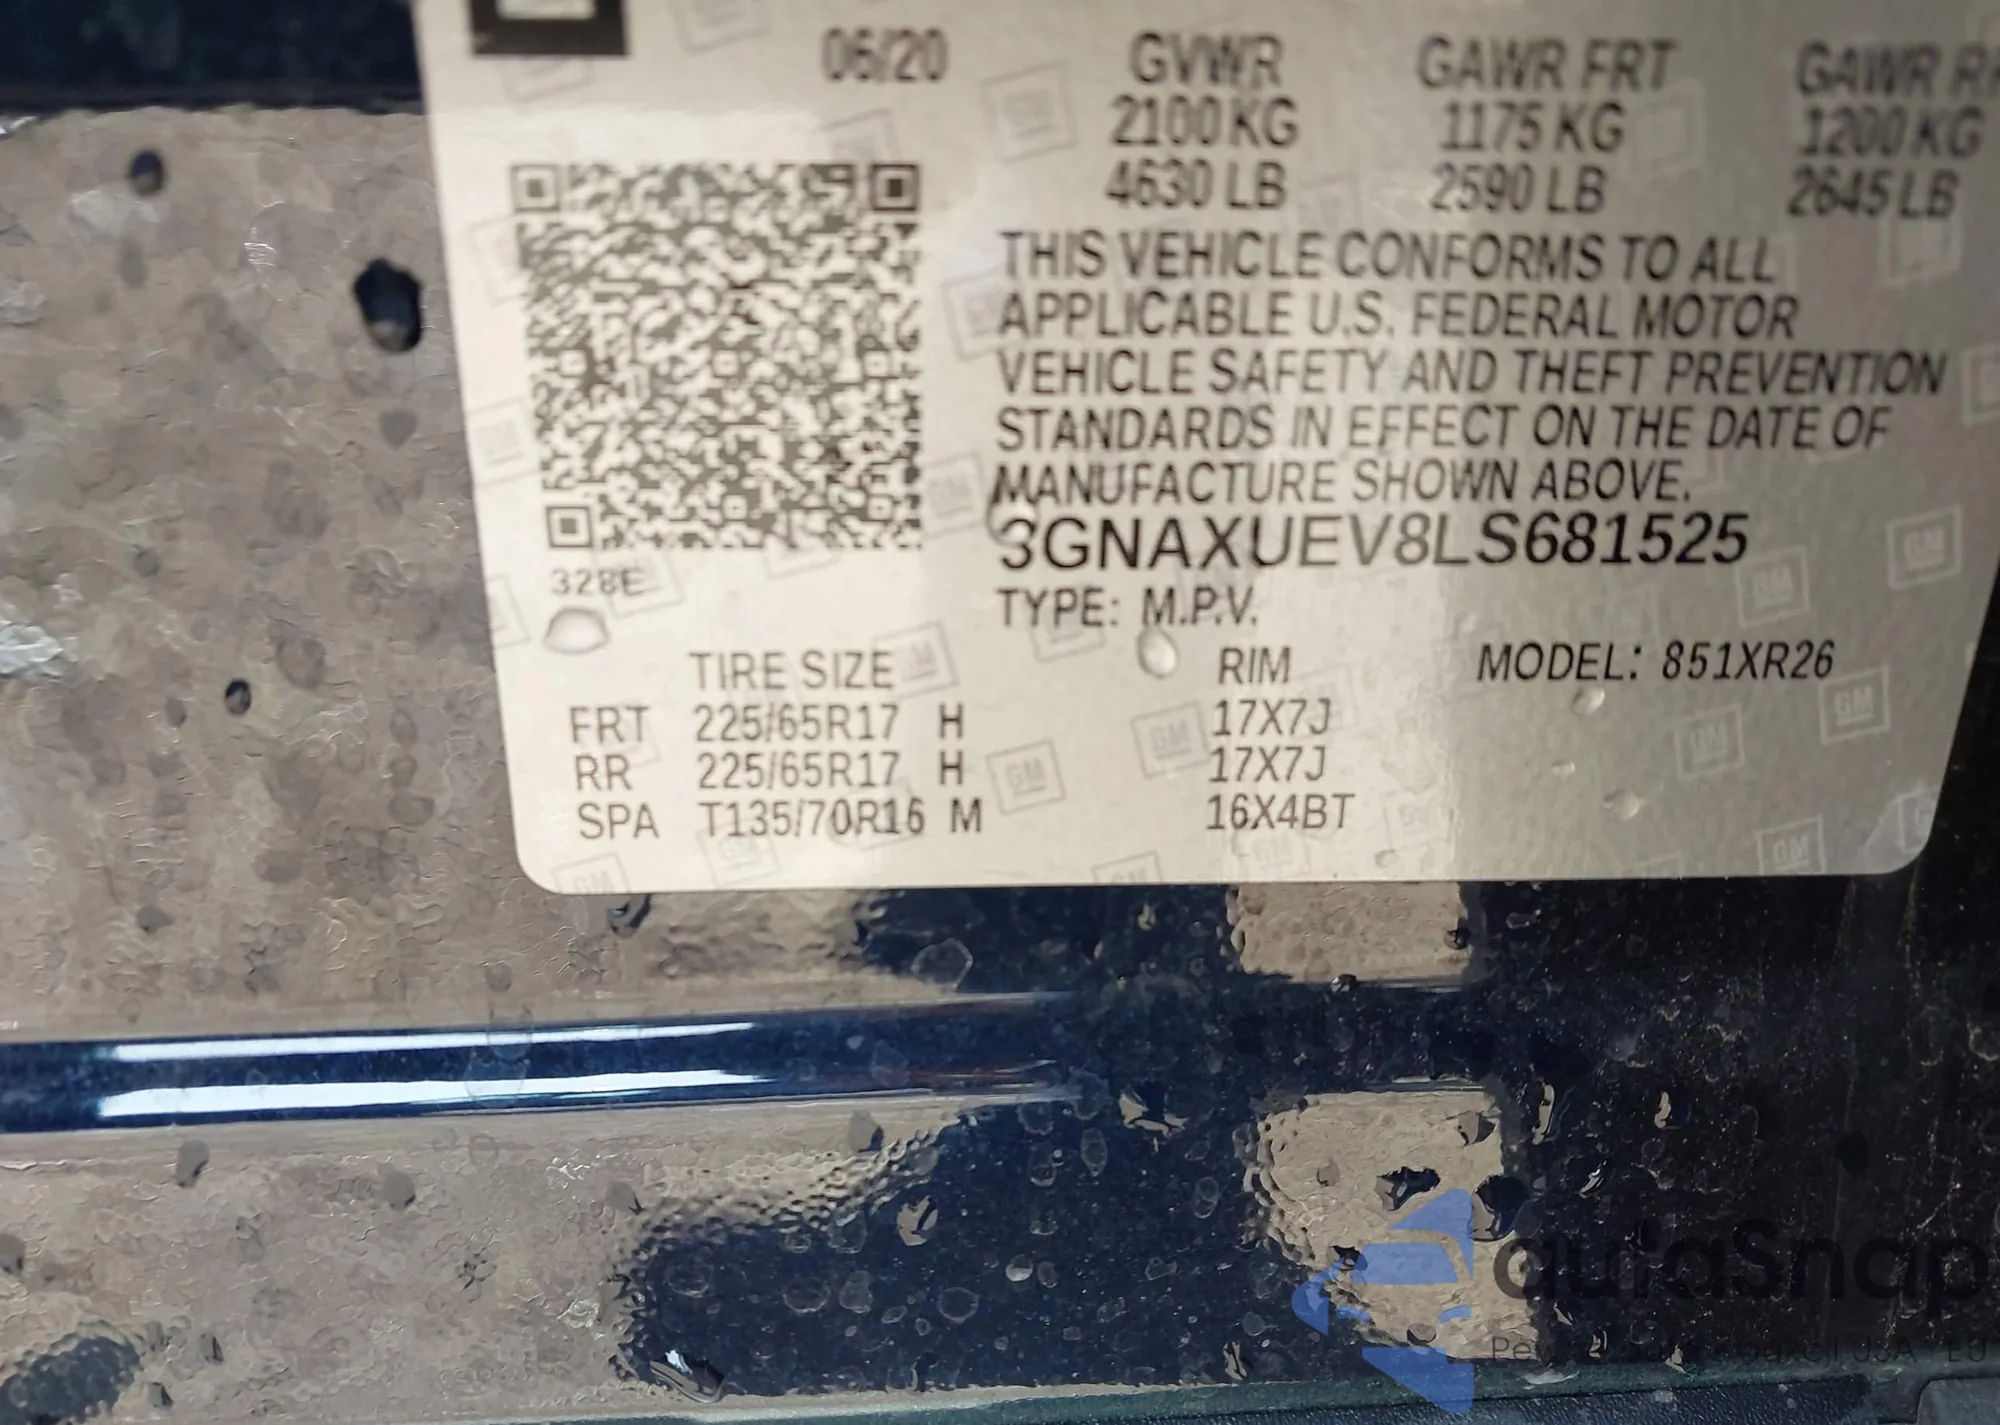 06/20 GVWR GAWR FRT GAWR
2100KG 1175 KG 1200 KG
4630 LB 2590 LB 2645 LB
THIS VEHICLE CONFORMS TO ALL
APPLICABLE U.S. FEDERAL MOTOR
VEHICLE SAFETY AND THEFT PREVENTION
STANDARDS IN EFFECT ON THE DATE OF
MANUFACTURE SHOWN ABOVE.
3GNAXUEV8LS681525
328E
TYPE: M.P.V.
TIRE SIZE RIM MODEL: 851XR26
FRT 225/65R17 H 17X7J
RR 225/65R17 H 17X7J
SPA T135/70R16 M 16X4BT
autaSnap